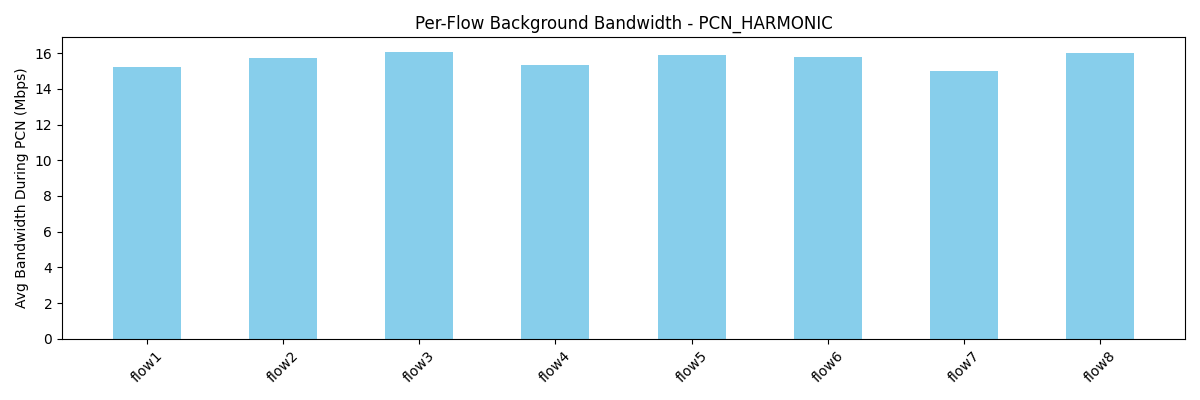 Per-Flow Background Bandwidth - PCN_HARMONIC
Avg Bandwidth During PCN (Mbps)
16
14
12
10
8
6
4
2
0
flow1
flow2
flow3
flow4
flow5
flow6
flow7
flow8